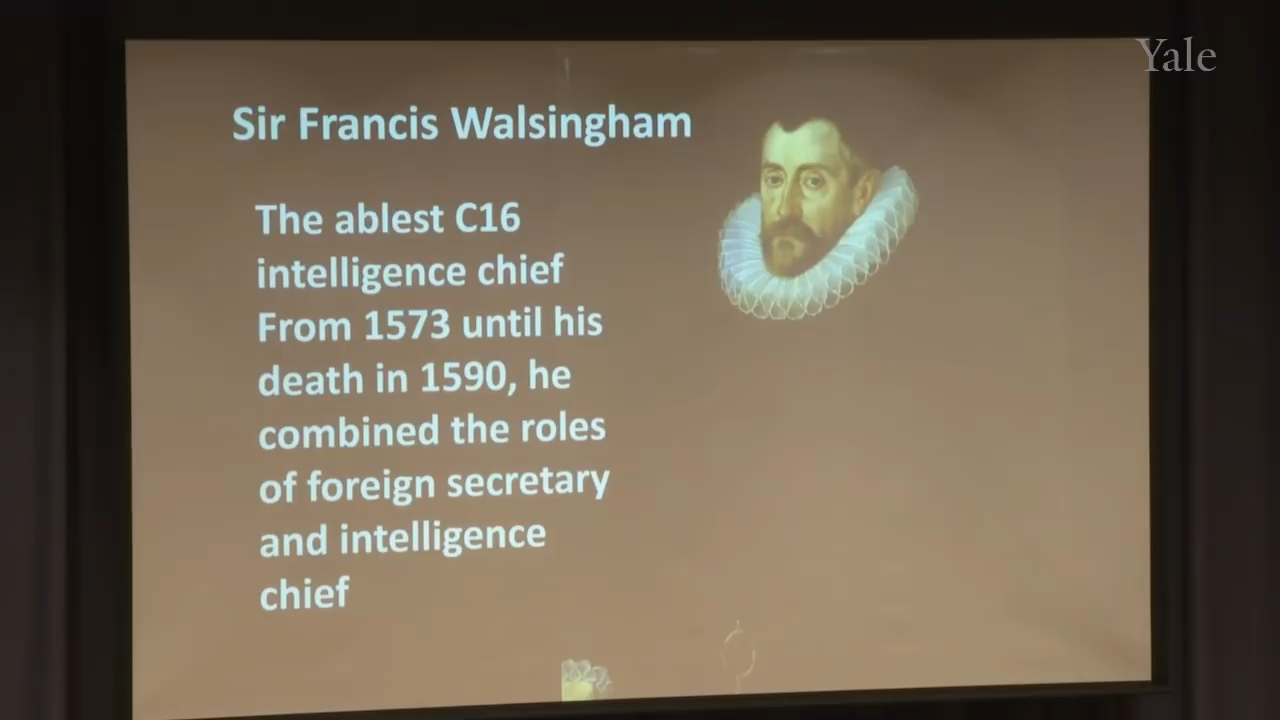 Yale
Sir Francis Walsingham
The ablest C16
intelligence chief
From 1573 until his
death in 1590, he
combined the roles
of foreign secretary
and intelligence
chief